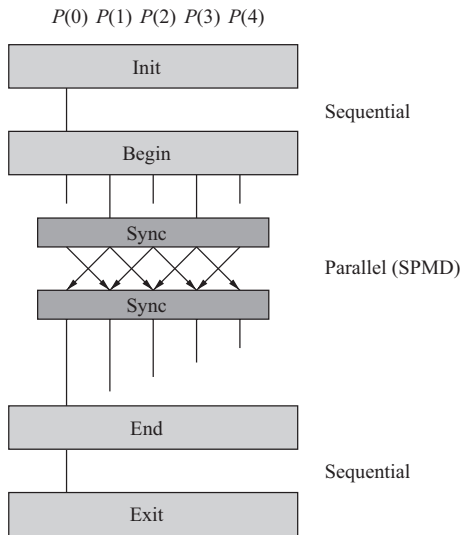 P(0) P(1) P(2) P(3) P(4)
Init
Sequential
Begin
Sync
Parallel (SPMD)
Sync
End
Sequential
Exit